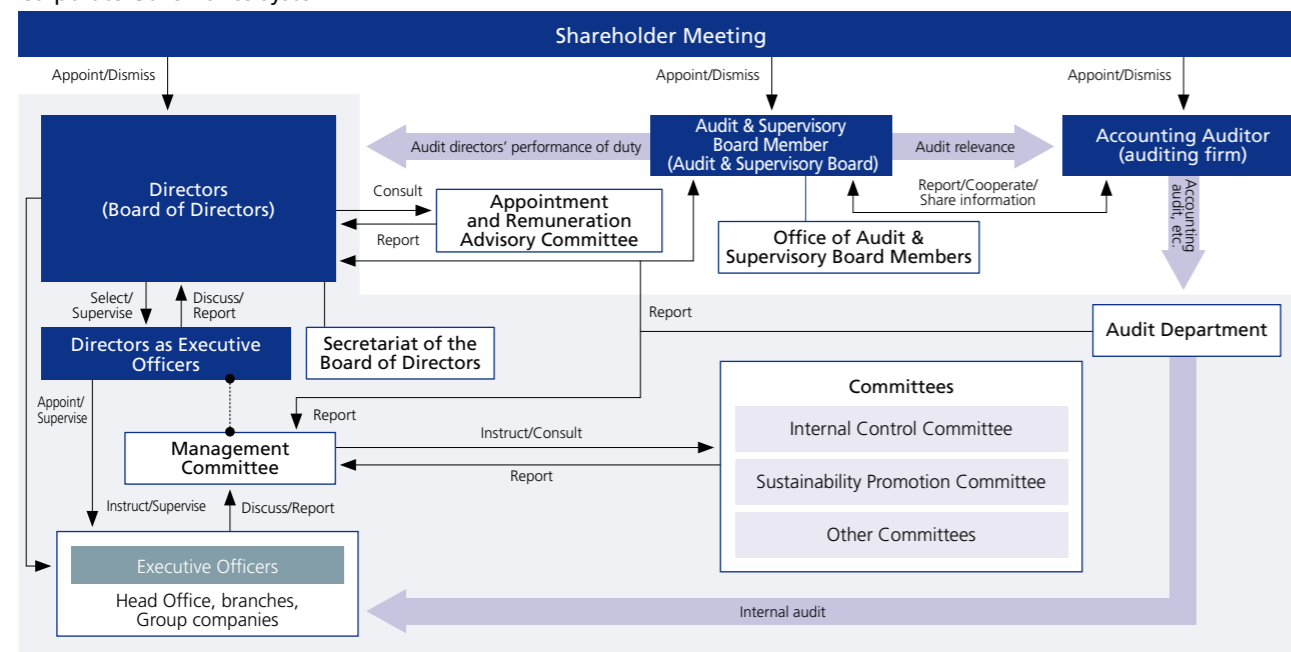 Shareholder Meeting
Appoint/Dismiss
Appoint/Dismiss
Appoint/Dismiss
Directors
(Board of Directors)
Audit directors’ performance of duty
Audit & Supervisory
Board Member
(Audit & Supervisory Board)
Audit relevance
Accounting Auditor
(auditing firm)
Consult
Report
Appointment
and Remuneration
Advisory Committee
Report/Cooperate/
Share information
Office of Audit &
Supervisory Board Members
Accounting
audit, etc.
Select/
Supervise
Discuss/
Report
Report
Directors as Executive
Officers
Secretariat of the
Board of Directors
Audit Department
Appoint/
Supervise
Report
Management
Committee
Instruct/Consult
Report
Committees
Internal Control Committee
Sustainability Promotion Committee
Other Committees
Instruct/Supervise
Discuss/Report
Executive Officers
Head Office, branches,
Group companies
Internal audit